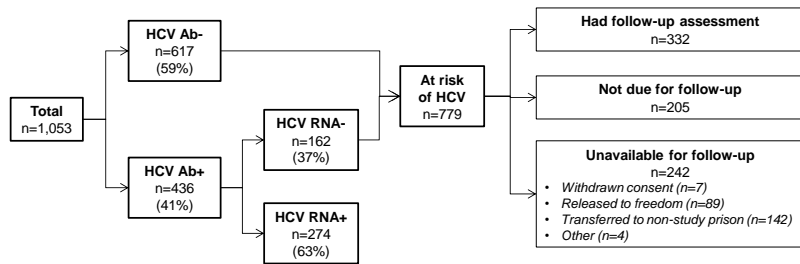 Total
n=1,053
HCV Ab-
n=617
(59%)
HCV Ab+
n=436
(41%)
HCV RNA-
n=162
(37%)
HCV RNA+
n=274
(63%)
At risk
of HCV
n=779
Had follow-up assessment
n=332
Not due for follow-up
n=205
Unavailable for follow-up
n=242
• Withdrawn consent (n=7)
• Released to freedom (n=89)
• Transferred to non-study prison (n=142)
• Other (n=4)